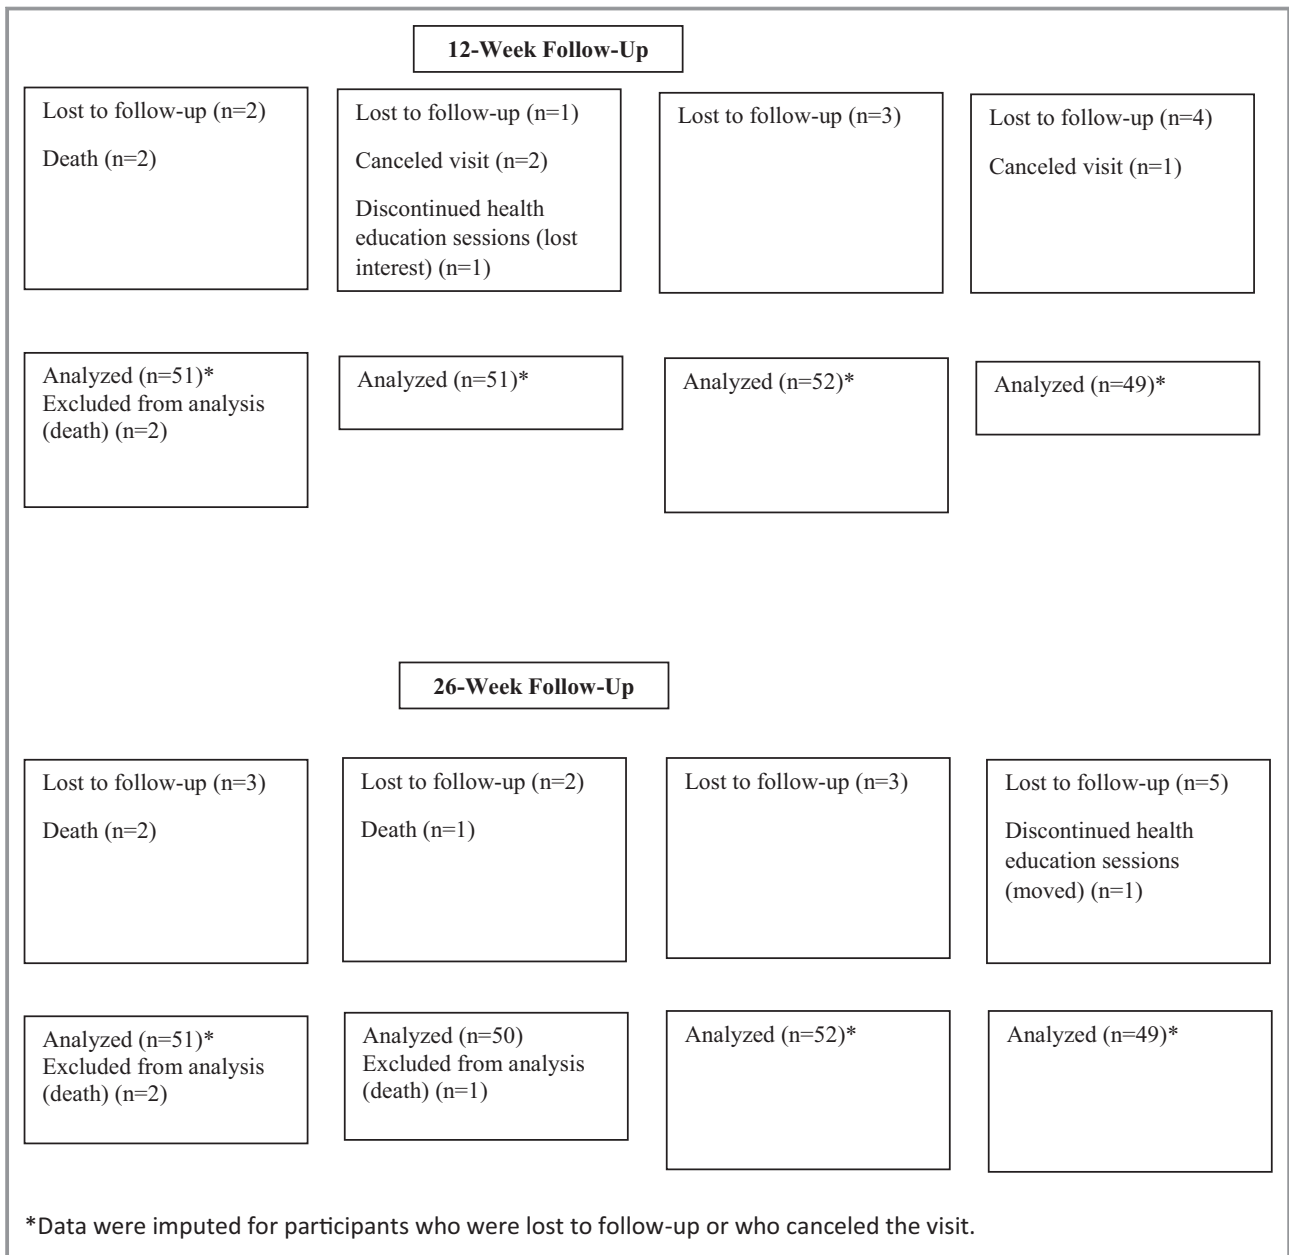 12-Week Follow-Up
Lost to follow-up (n=2)
Death (n=2)
Lost to follow-up (n=1)
Canceled visit (n=2)
Discontinued health
education sessions (lost
interest) (n=1)
Lost to follow-up (n=3)
Lost to follow-up (n=4)
Canceled visit (n=1)
Analyzed (n=51)*
Excluded from analysis
(death) (n=2)
Analyzed (n=51)*
Analyzed (n=52)*
Analyzed (n=49)*
26-Week Follow-Up
Lost to follow-up (n=3)
Death (n=2)
Lost to follow-up (n=2)
Death (n=1)
Lost to follow-up (n=3)
Lost to follow-up (n=5)
Discontinued health
education sessions
(moved) (n=1)
Analyzed (n=51)*
Excluded from analysis
(death) (n=2)
Analyzed (n=50)
Excluded from analysis
(death) (n=1)
Analyzed (n=52)*
Analyzed (n=49)*
*Data were imputed for participants who were lost to follow-up or who canceled the visit.